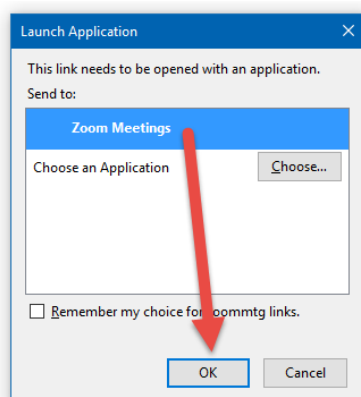 Launch Application
This link needs to be opened with an application.
Send to:
Zoom Meetings
Choose an Application
Choose...
Remember my choice for zoommtg links.
OK
Cancel